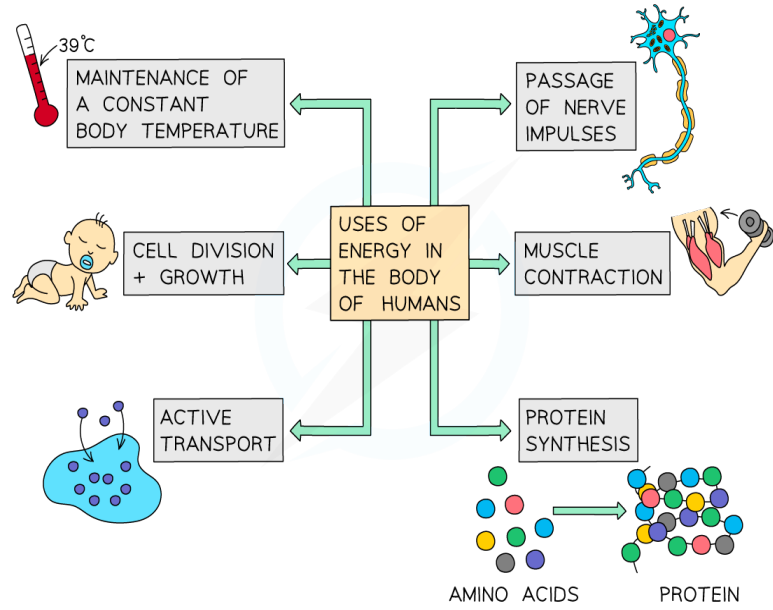 39°C
MAINTENANCE OF
A CONSTANT
BODY TEMPERATURE
PASSAGE
OF NERVE
IMPULSES
USES OF
ENERGY IN
THE BODY
OF HUMANS
CELL DIVISION
+ GROWTH
MUSCLE
CONTRACTION
ACTIVE
TRANSPORT
PROTEIN
SYNTHESIS
AMINO ACIDS
PROTEIN